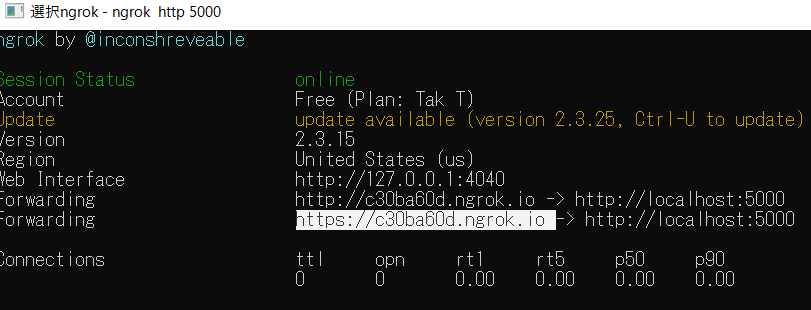 選択ngrok - ngrok  http 5000
ngrok by @inconshreveable
Session Status online
Account Free (Plan: Tak T)
Update update available (version 2.3.25, Ctrl-U to update)
Version 2.3.15
Region United States (us)
Web Interface http://127.0.0.1:4040
Forwarding http://c30ba60d.ngrok.io -> http://localhost:5000
Forwarding https://c30ba60d.ngrok.io -> http://localhost:5000
Connections ttl opn rt1 rt5 p50 p90
0 0 0.00 0.00 0.00 0.00